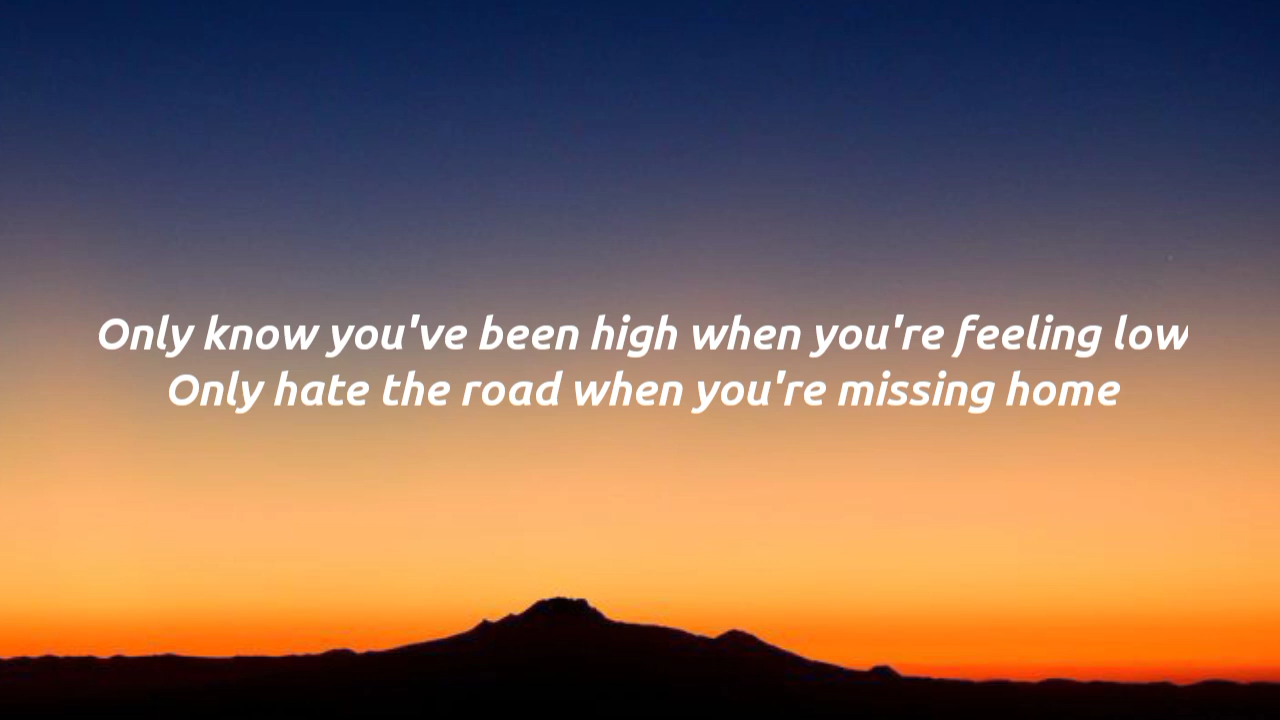 Only know you've been high when you're feeling low
Only hate the road when you're missing home